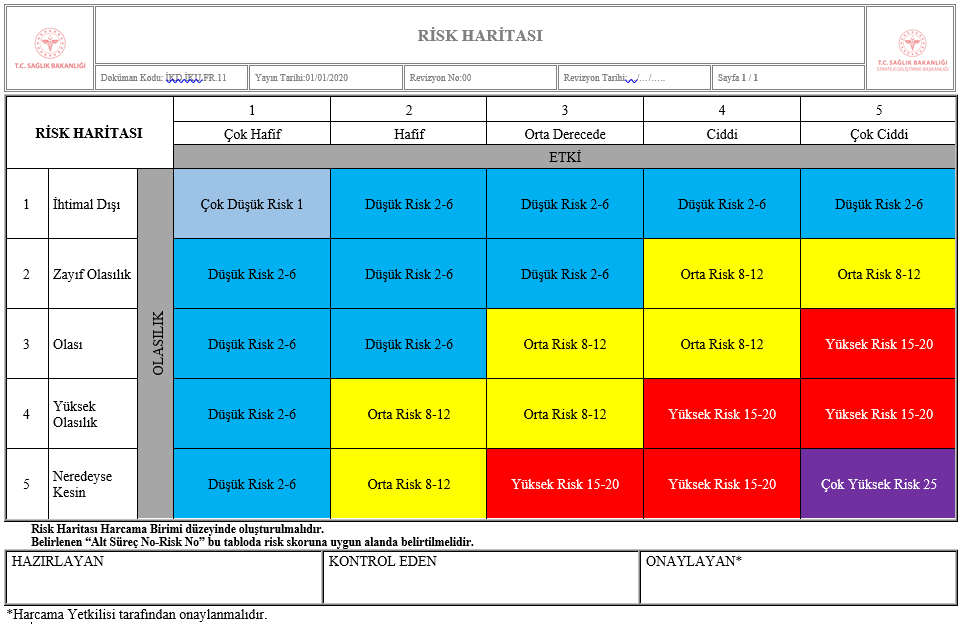 RİSK HARİTASI
T.C. SAĞLIK BAKANLIĞI
T.C. SAĞLIK BAKANLIĞI
STRATEJİ GELİŞTİRME BAŞKANLIĞI
Doküman Kodu: İKD.İKU.FR.11
Yayın Tarihi:01/01/2020
Revizyon No:00
Revizyon Tarihi:../…/…..
Sayfa 1 / 1
RİSK HARİTASI
1
2
3
4
5
Çok Hafif
Hafif
Orta Derecede
Ciddi
Çok Ciddi
ETKİ
OLASILIK
1
İhtimal Dışı
Çok Düşük Risk 1
Düşük Risk 2-6
Düşük Risk 2-6
Düşük Risk 2-6
Düşük Risk 2-6
2
Zayıf Olasılık
Düşük Risk 2-6
Düşük Risk 2-6
Düşük Risk 2-6
Orta Risk 8-12
Orta Risk 8-12
3
Olası
Düşük Risk 2-6
Düşük Risk 2-6
Orta Risk 8-12
Orta Risk 8-12
Yüksek Risk 15-20
4
Yüksek
Olasılık
Düşük Risk 2-6
Orta Risk 8-12
Orta Risk 8-12
Yüksek Risk 15-20
Yüksek Risk 15-20
5
Neredeyse
Kesin
Düşük Risk 2-6
Orta Risk 8-12
Yüksek Risk 15-20
Yüksek Risk 15-20
Çok Yüksek Risk 25
Risk Haritası Harcama Birimi düzeyinde oluşturulmalıdır.
Belirlenen “Alt Süreç No-Risk No” bu tabloda risk skoruna uygun alanda belirtilmelidir.
HAZIRLAYAN
KONTROL EDEN
ONAYLAYAN*
*Harcama Yetkilisi tarafından onaylanmalıdır.